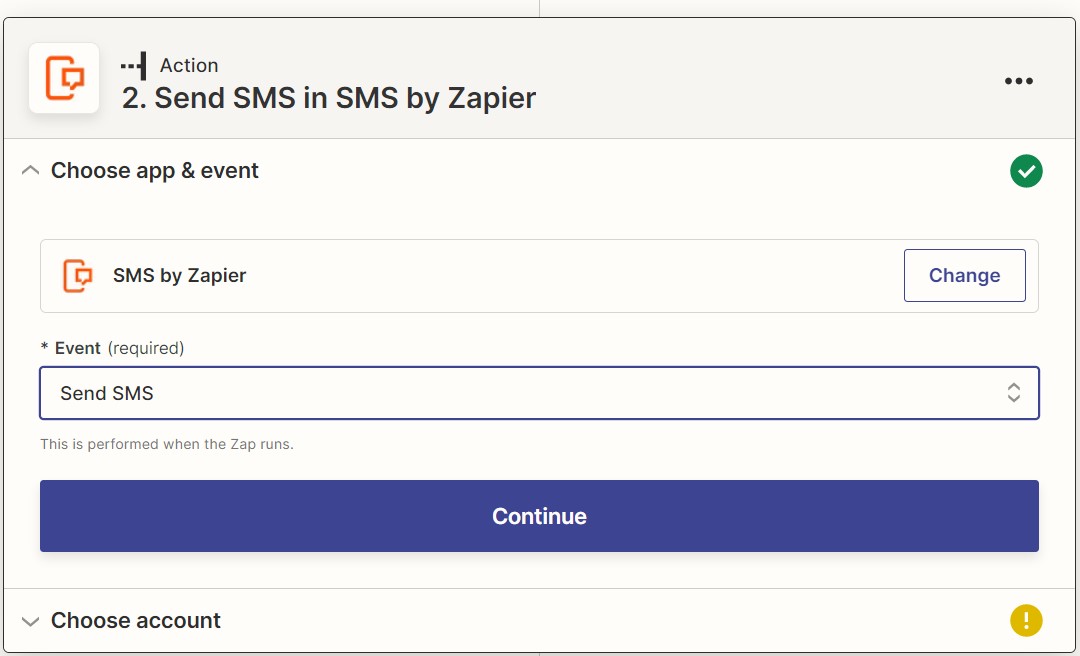 Action
2. Send SMS in SMS by Zapier
Choose app & event
SMS by Zapier
Change
* Event (required)
Send SMS
This is performed when the Zap runs.
Continue
Choose account